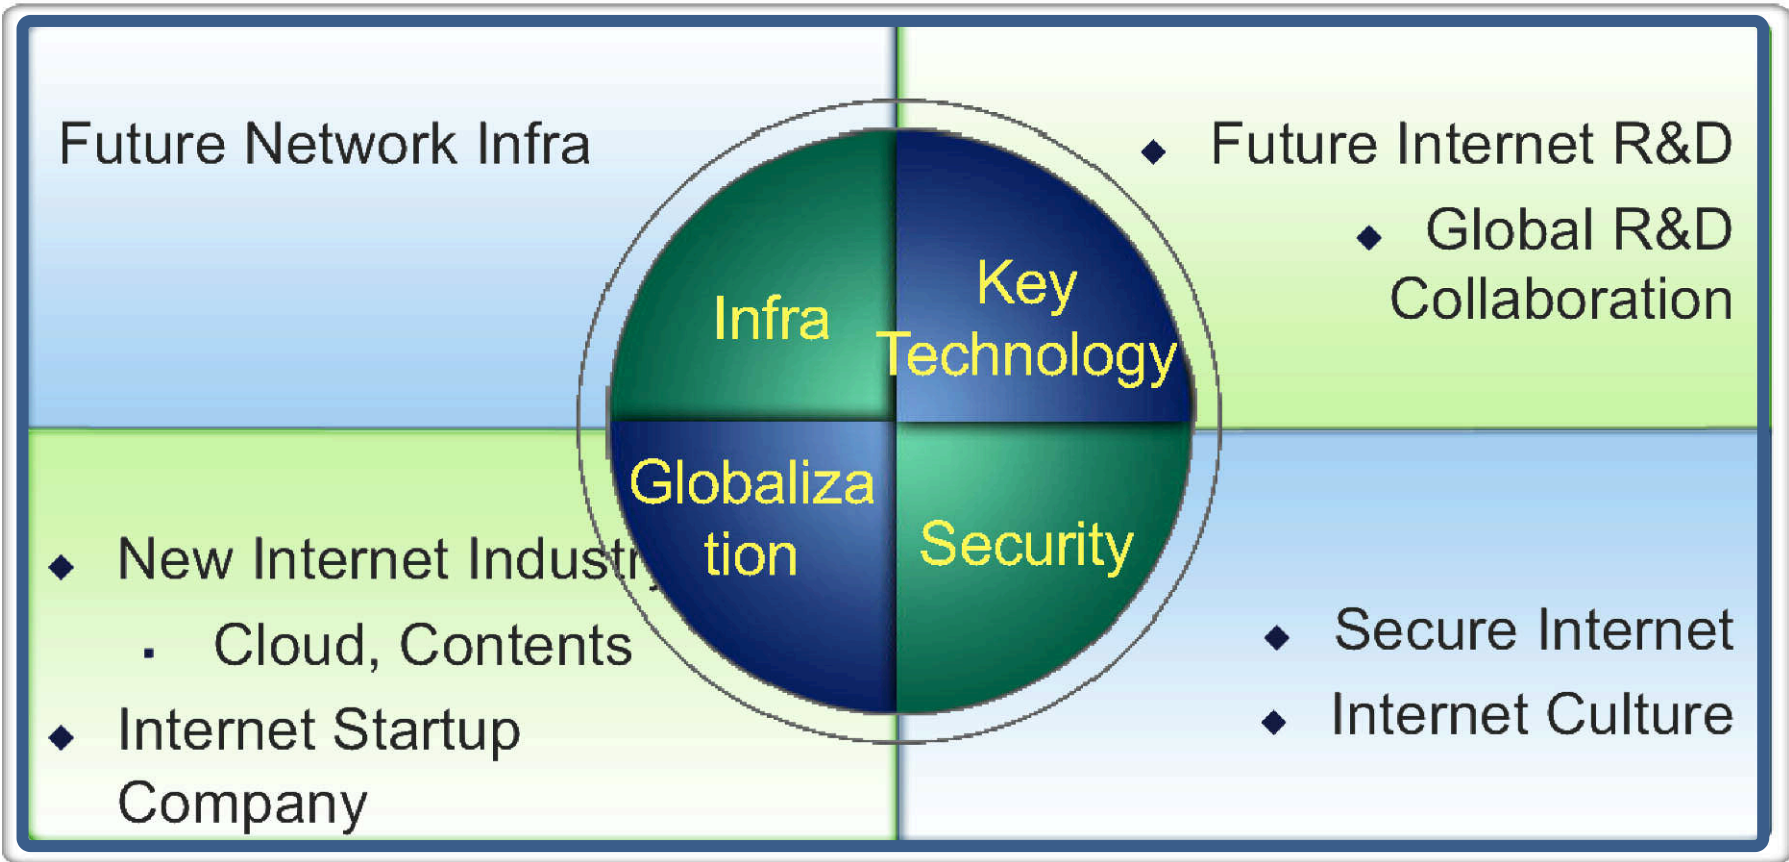 Future Network Infra
Future Internet R&D
Global R&D
Collaboration
Infra
Key
Technology
Globaliza
tion
Security
New Internet Industry
Cloud, Contents
Internet Startup
Company
Secure Internet
Internet Culture